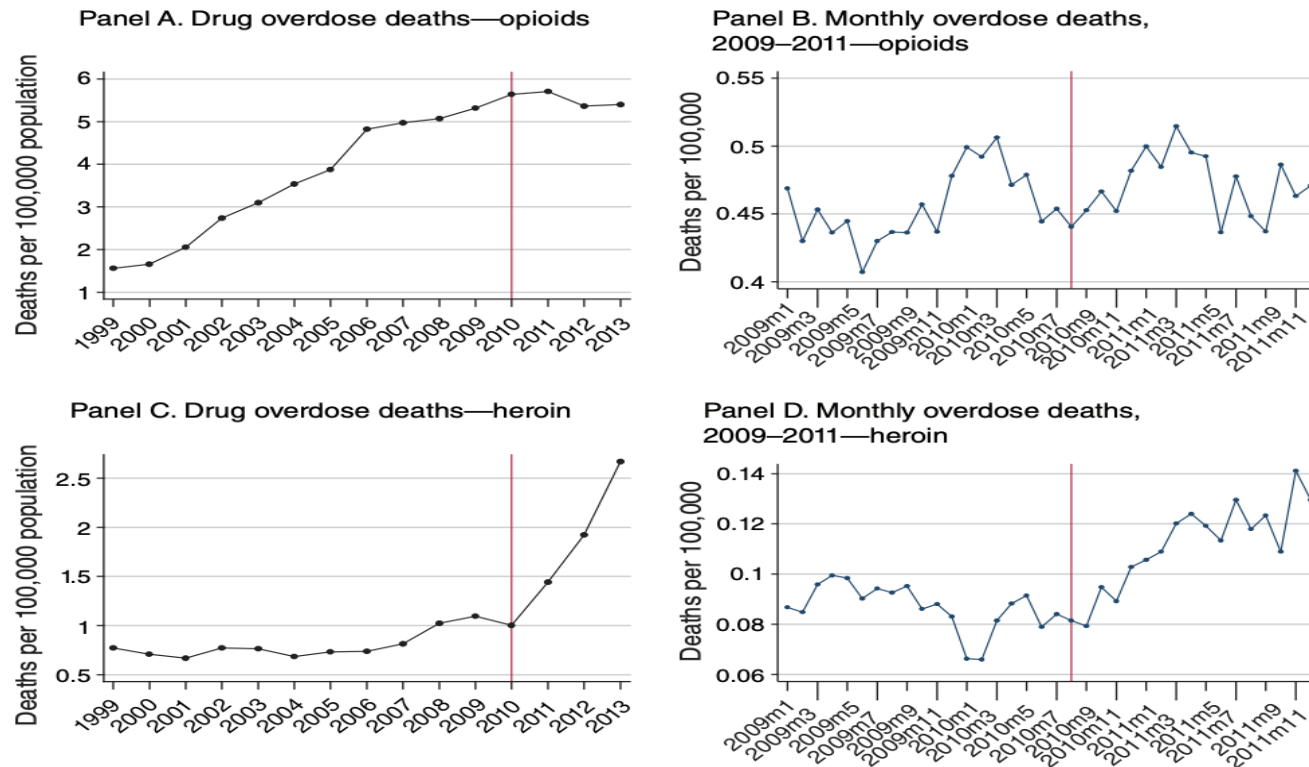 Panel A. Drug overdose deaths—opioids
Deaths per 100,000 population
6
5
4
3
2
1
1999
2000
2001
2002
2003
2004
2005
2006
2007
2008
2009
2010
2011
2012
2013
Panel B. Monthly overdose deaths,
2009–2011—opioids
Deaths per 100,000
0.55
0.5
0.45
0.4
2009m1
2009m3
2009m5
2009m7
2009m9
2009m11
2010m1
2010m3
2010m5
2010m7
2010m9
2010m11
2011m1
2011m3
2011m5
2011m7
2011m9
2011m11
Panel C. Drug overdose deaths—heroin
Deaths per 100,000 population
2.5
2
1.5
1
0.5
1999
2000
2001
2002
2003
2004
2005
2006
2007
2008
2009
2010
2011
2012
2013
Panel D. Monthly overdose deaths,
2009–2011—heroin
Deaths per 100,000
0.14
0.12
0.1
0.08
0.06
2009m1
2009m3
2009m5
2009m7
2009m9
2009m11
2010m1
2010m3
2010m5
2010m7
2010m9
2010m11
2011m1
2011m3
2011m5
2011m7
2011m9
2011m11